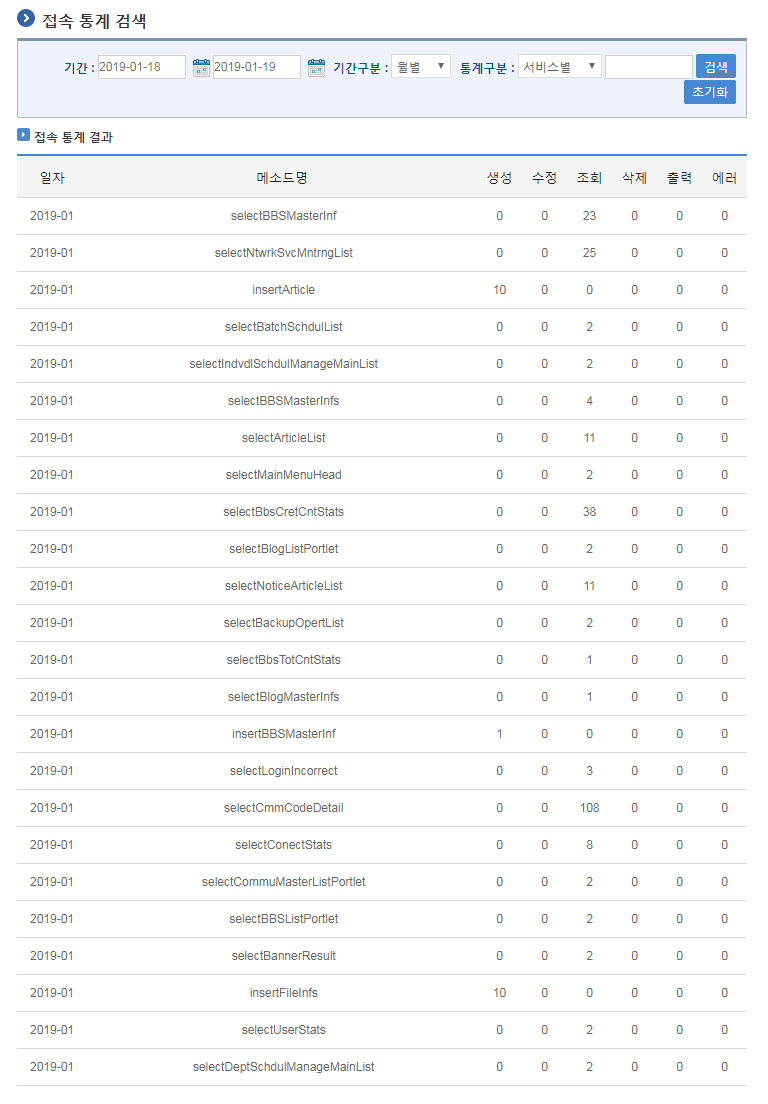 접속 통계 검색
기간 : 2019-01-18 2019-01-19 기간구분 : 월별 통계구분 : 서비스별 검색
초기화
접속 통계 결과
일자 메소드명 생성 수정 조회 삭제 출력 에러
2019-01 selectBBSMasterInf 0 0 23 0 0 0
2019-01 selectNtwrkSvcMntrngList 0 0 25 0 0 0
2019-01 insertArticle 10 0 0 0 0 0
2019-01 selectBatchSchdulList 0 0 2 0 0 0
2019-01 selectIndvdlSchdulManageMainList 0 0 2 0 0 0
2019-01 selectBBSMasterInfs 0 0 4 0 0 0
2019-01 selectArticleList 0 0 11 0 0 0
2019-01 selectMainMenuHead 0 0 2 0 0 0
2019-01 selectBbsCretCntStats 0 0 38 0 0 0
2019-01 selectBlogListPortlet 0 0 2 0 0 0
2019-01 selectNoticeArticleList 0 0 11 0 0 0
2019-01 selectBackupOpertList 0 0 2 0 0 0
2019-01 selectBbsTotCntStats 0 0 1 0 0 0
2019-01 selectBlogMasterInfs 0 0 1 0 0 0
2019-01 insertBBSMasterInf 1 0 0 0 0 0
2019-01 selectLoginIncorrect 0 0 3 0 0 0
2019-01 selectCmmCodeDetail 0 0 108 0 0 0
2019-01 selectConectStats 0 0 8 0 0 0
2019-01 selectCommuMasterListPortlet 0 0 2 0 0 0
2019-01 selectBBSListPortlet 0 0 2 0 0 0
2019-01 selectBannerResult 0 0 2 0 0 0
2019-01 insertFileInfs 10 0 0 0 0 0
2019-01 selectUserStats 0 0 2 0 0 0
2019-01 selectDeptSchdulManageMainList 0 0 2 0 0 0